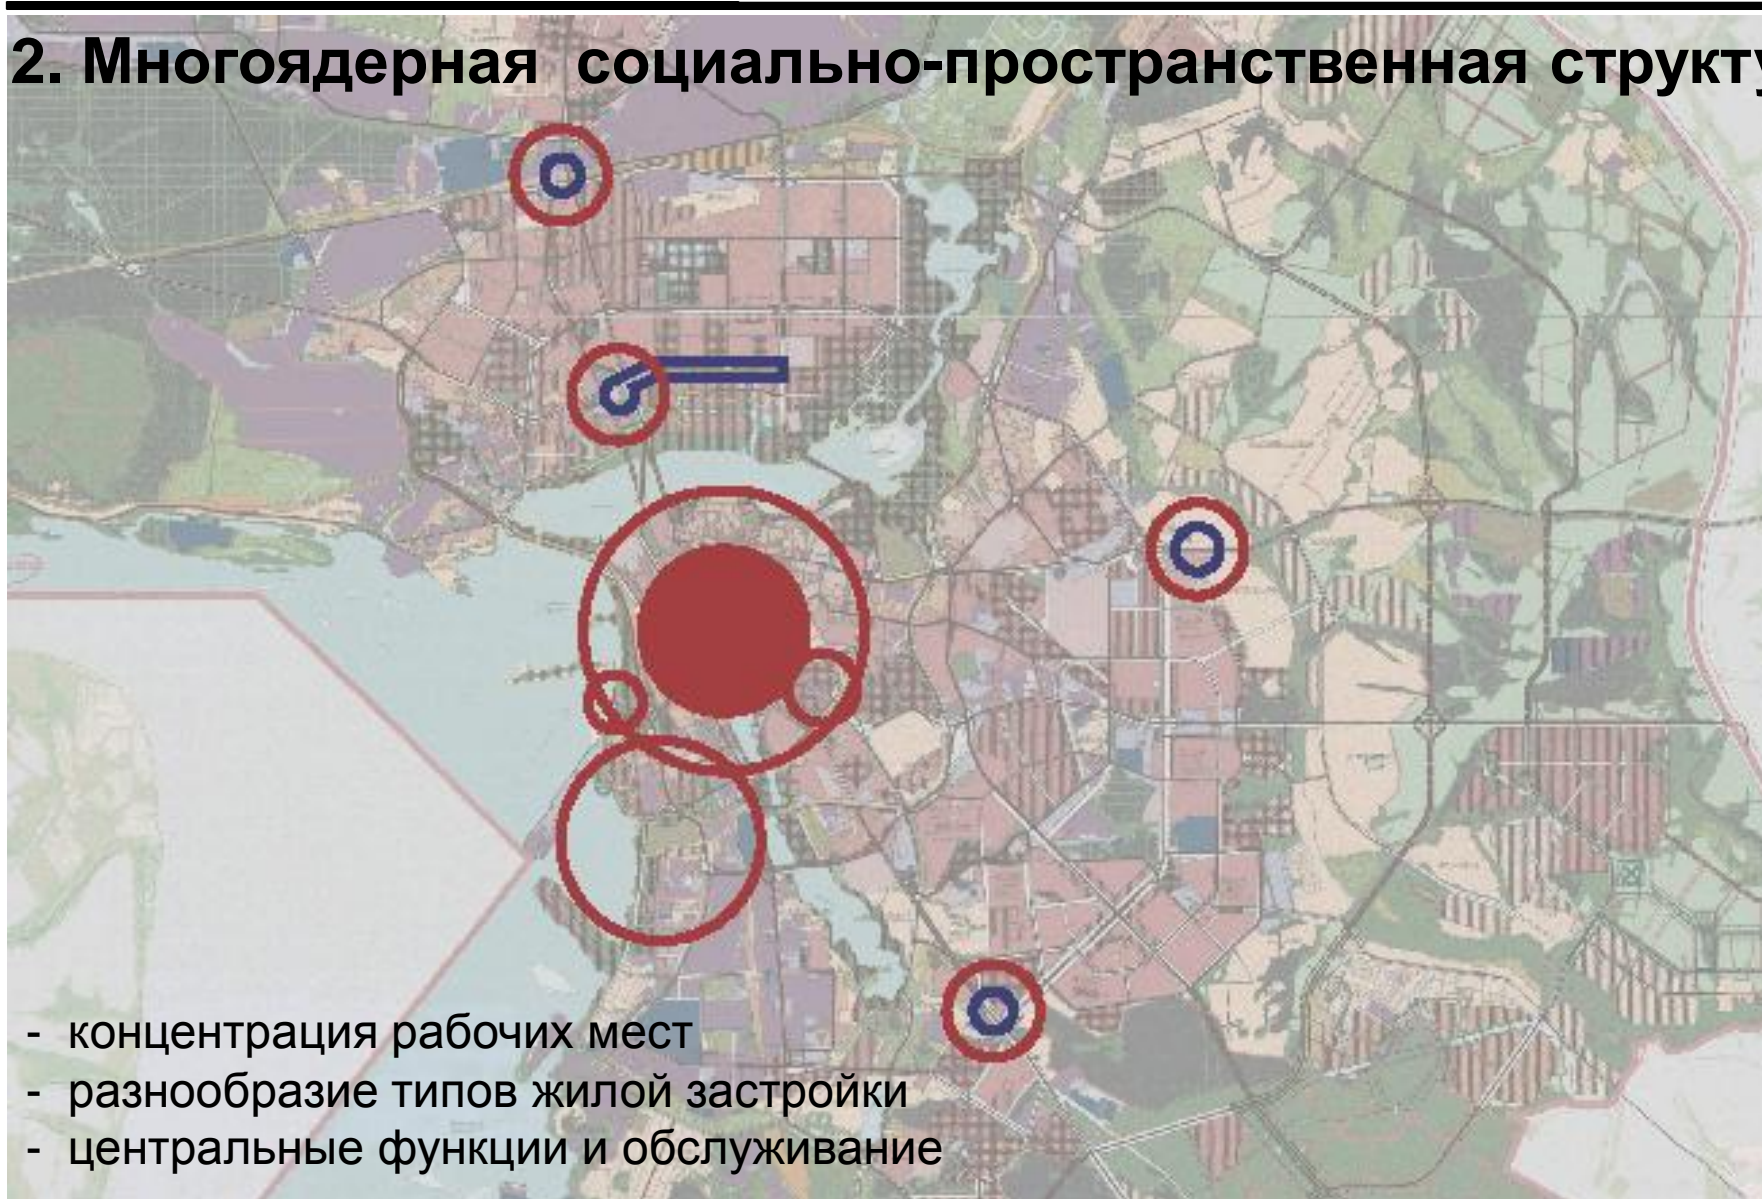 2. Многоядерная социально-пространственная структу
- концентрация рабочих мест
- разнообразие типов жилой застройки
- центральные функции и обслуживание